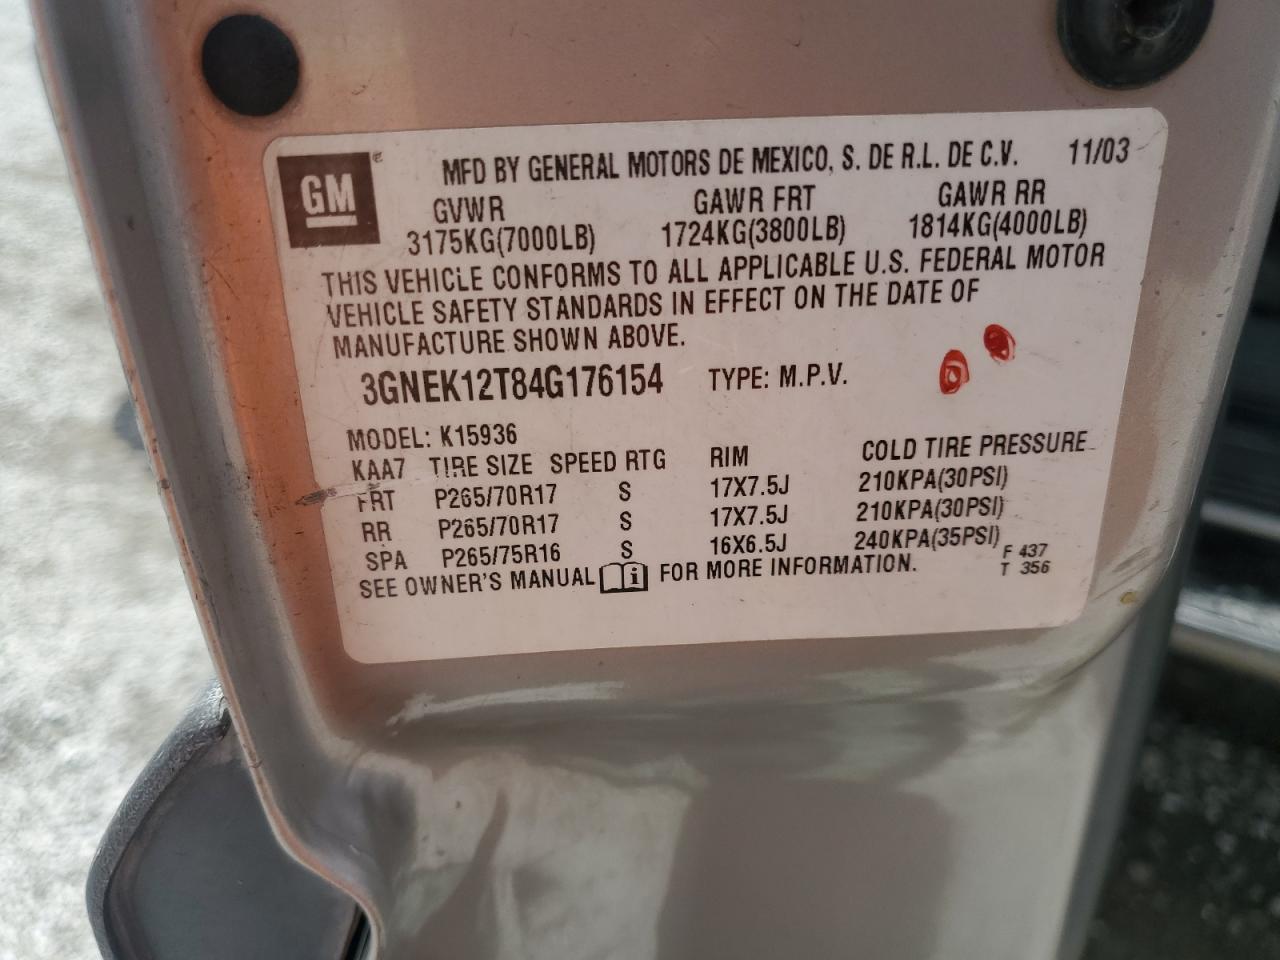 GM ® MFD BY GENERAL MOTORS DE MEXICO, S. DE R.L. DE C.V. 11/03
GVWR GAWR FRT GAWR RR
3175KG(7000LB) 1724KG(3800LB) 1814KG(4000LB)
THIS VEHICLE CONFORMS TO ALL APPLICABLE U.S. FEDERAL MOTOR
VEHICLE SAFETY STANDARDS IN EFFECT ON THE DATE OF
MANUFACTURE SHOWN ABOVE.
3GNEK12T84G176154 TYPE: M.P.V.
MODEL: K15936
KAA7 TIRE SIZE SPEED RTG RIM COLD TIRE PRESSURE
FRT P265/70R17 S 17X7.5J 210KPA(30PSI)
RR P265/70R17 S 17X7.5J 210KPA(30PSI)
SPA P265/75R16 S 16X6.5J 240KPA(35PSI)
SEE OWNER'S MANUAL i FOR MORE INFORMATION.
F 437
T 356